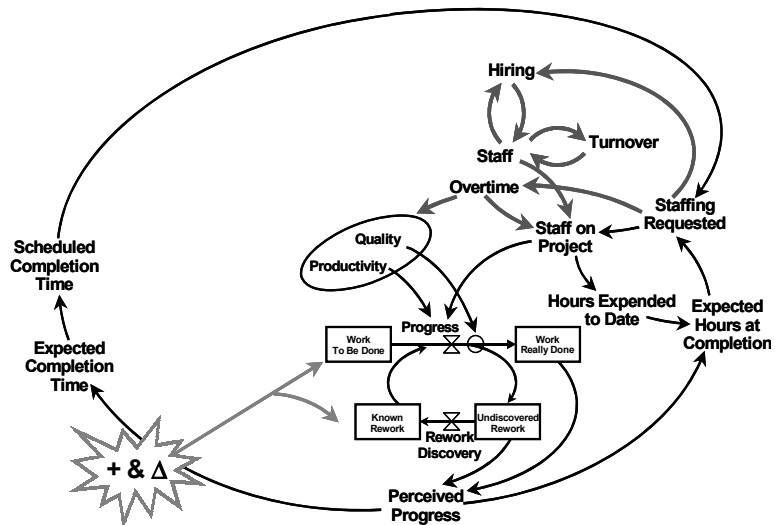 Hiring
Turnover
Staff
Overtime
Staffing
Requested
Staff on
Project
Quality
Productivity
Scheduled
Completion
Time
Hours Expended
to Date
Expected
Hours at
Completion
Progress
Work
To Be Done
Work
Really Done
Expected
Completion
Time
Known
Rework
Undiscovered
Rework
Rework
Discovery
+ & Δ
Perceived
Progress